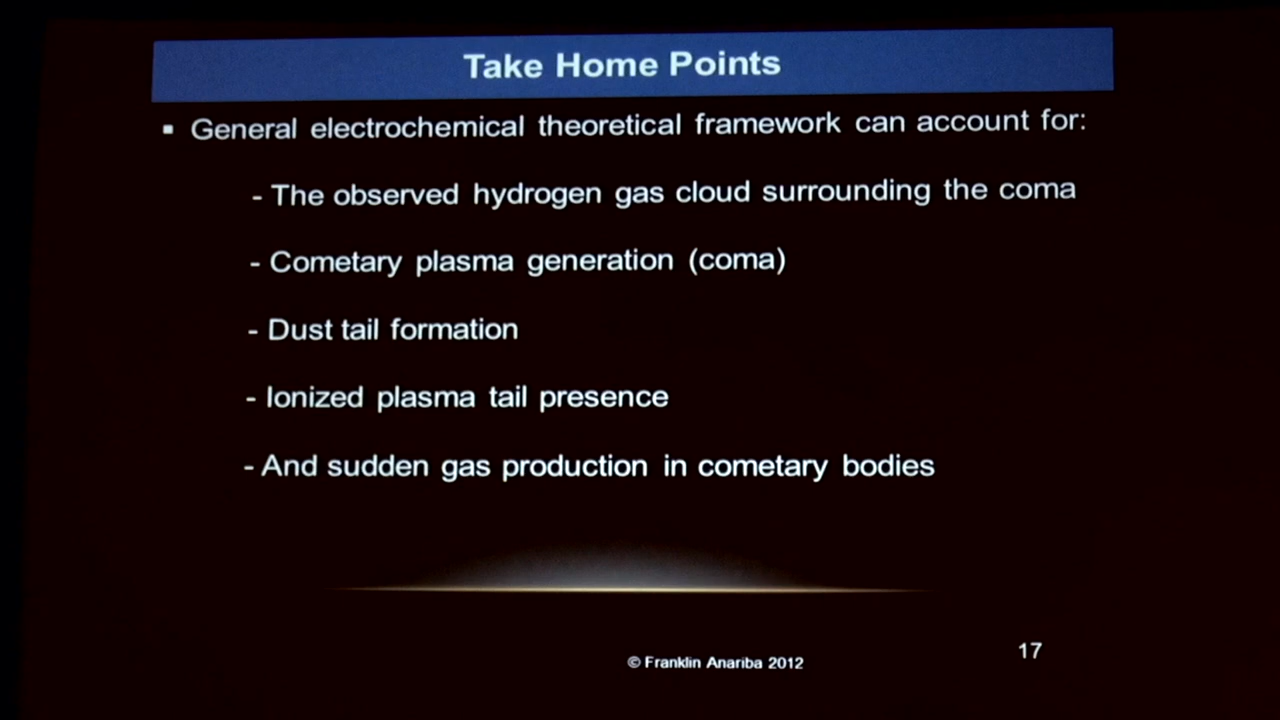 Take Home Points
▪ General electrochemical theoretical framework can account for:
- The observed hydrogen gas cloud surrounding the coma
- Cometary plasma generation (coma)
- Dust tail formation
- Ionized plasma tail presence
- And sudden gas production in cometary bodies
17
© Franklin Anariba 2012